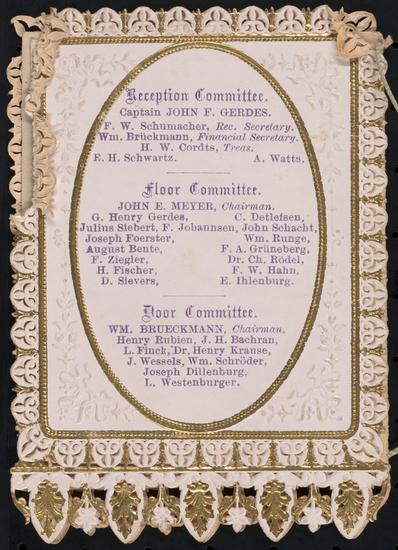 Reception Committee.
Captain JOHN F. GERDES.
F. W. Schumacher, Rec. Secretary.
Wm. Brückmann, Financial Secretary.
H. W. Cordts, Treas.
E. H. Schwartz. A. Watts.
Floor Committee.
JOHN E. MEYER, Chairman.
G. Henry Gerdes, C. Detlefsen,
Julius Siebert, F. Johannsen, John Schacht,
Joseph Foerster, Wm. Runge,
August Bente, F. A. Grüneberg,
F. Ziegler, Dr. Ch. Rödel,
H. Fischer, F. W. Hahn,
D. Sievers, E. Ihlenburg.
Door Committee.
WM. BRUECKMANN, Chairman.
Henry Rubien, J. H. Bachran,
L. Finck, Dr. Henry Krause,
J. Wessels, Wm. Schröder,
Joseph Dillenburg,
L. Westenburger.